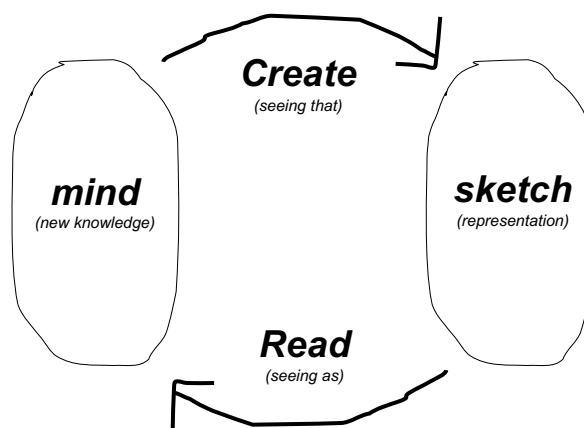 Create
(seeing that)
mind
(new knowledge)
sketch
(representation)
Read
(seeing as)